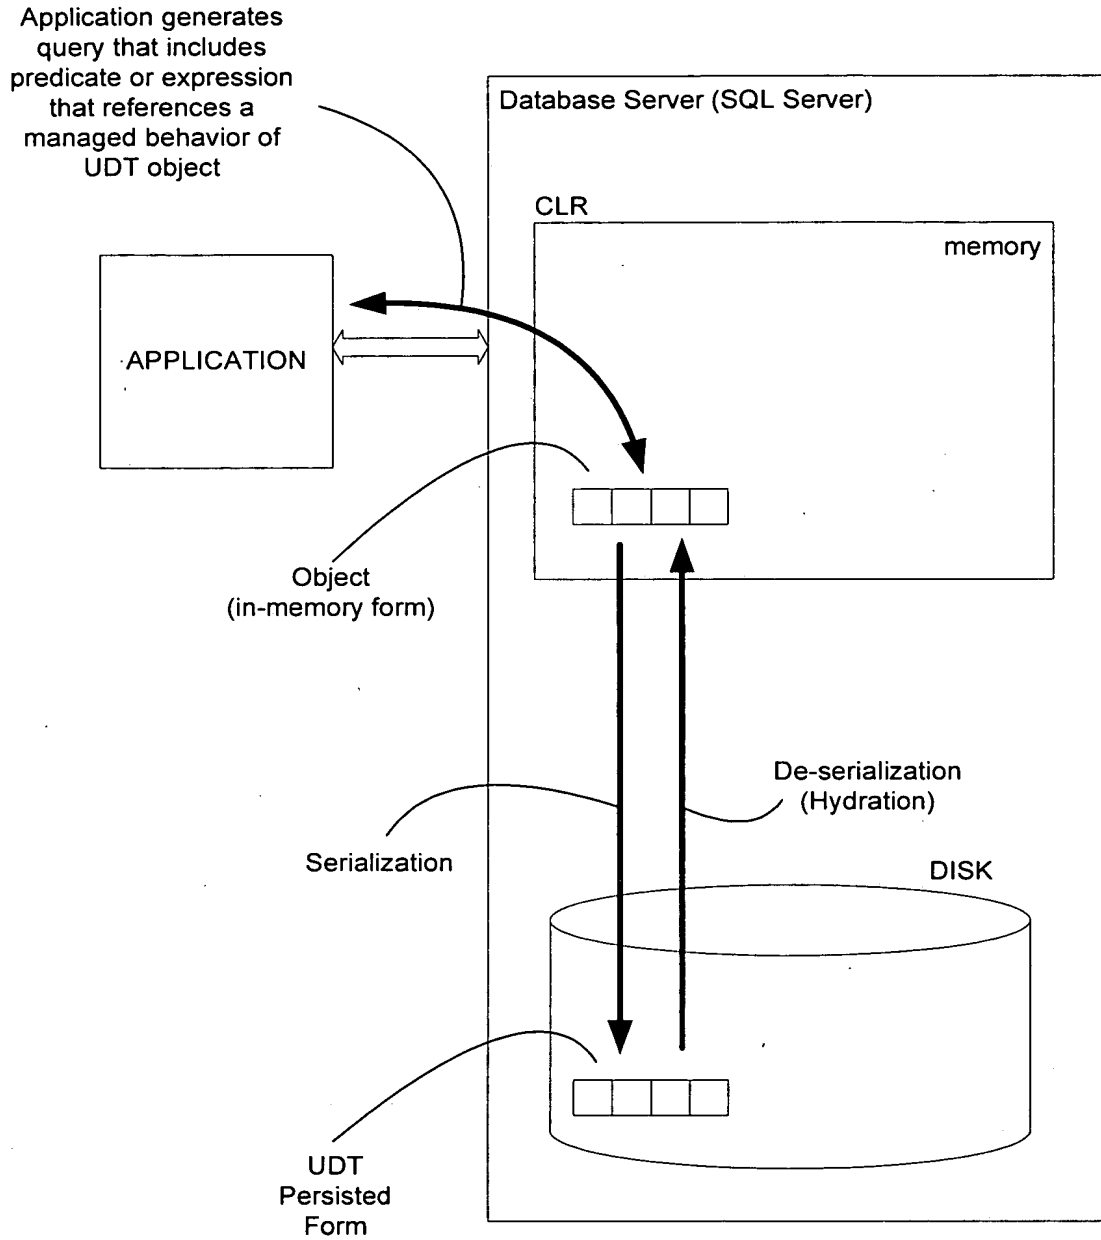 Application generates
query that includes
predicate or expression
that references a
managed behavior of
UDT object
Database Server (SQL Server)
CLR
memory
APPLICATION
Object
(in-memory form)
De-serialization
(Hydration)
Serialization
DISK
UDT
Persisted
Form